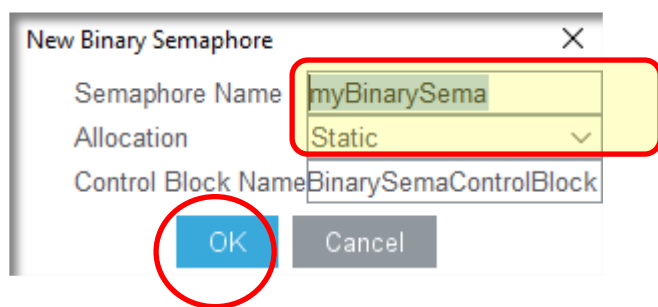 New Binary Semaphore
Semaphore Name myBinarySema
Allocation Static
Control Block Name BinarySemaControlBlock
OK Cancel